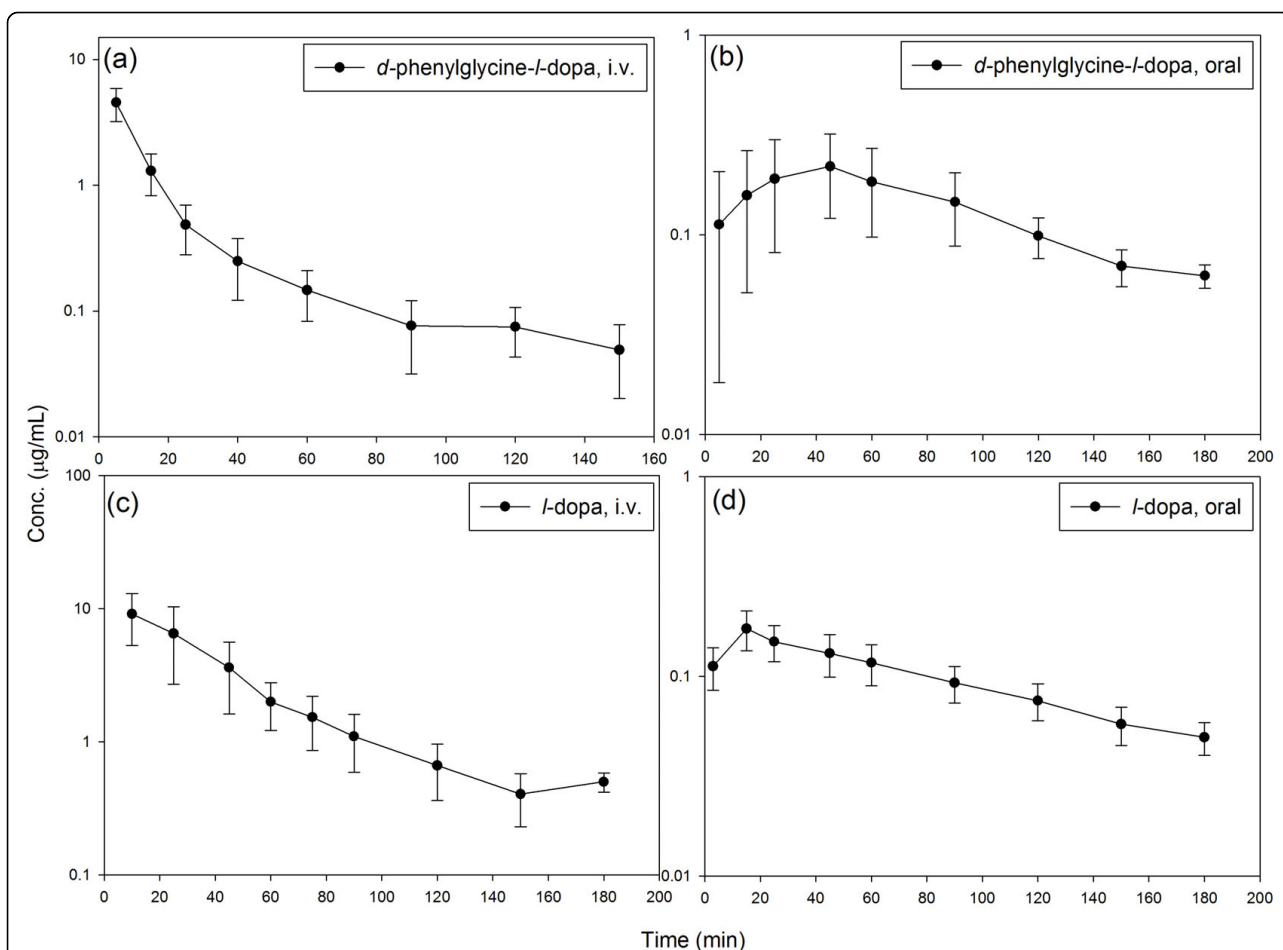 (a)
d-phenylglycine-l-dopa, i.v.
10
1
0.1
0.01
0 20 40 60 80 100 120 140 160
(b)
d-phenylglycine-l-dopa, oral
1
0.1
0.01
0 20 40 60 80 100 120 140 160 180 200
(c)
l-dopa, i.v.
100
10
1
0.1
0 20 40 60 80 100 120 140 160 180 200
(d)
l-dopa, oral
1
0.1
0.01
0 20 40 60 80 100 120 140 160 180 200
Conc. (μg/mL)
Time (min)